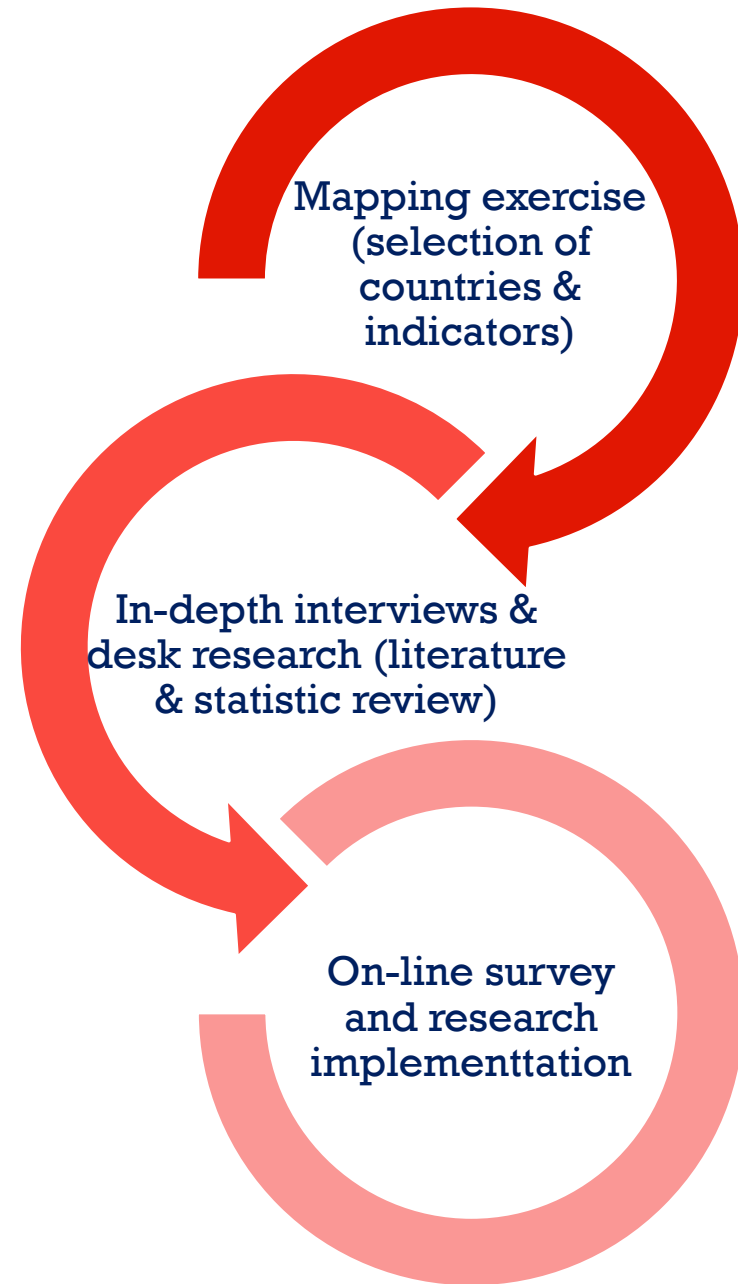 Mapping exercise
(selection of
countries &
indicators)
In-depth interviews &
desk research (literature
& statistic review)
On-line survey
and research
implementtation